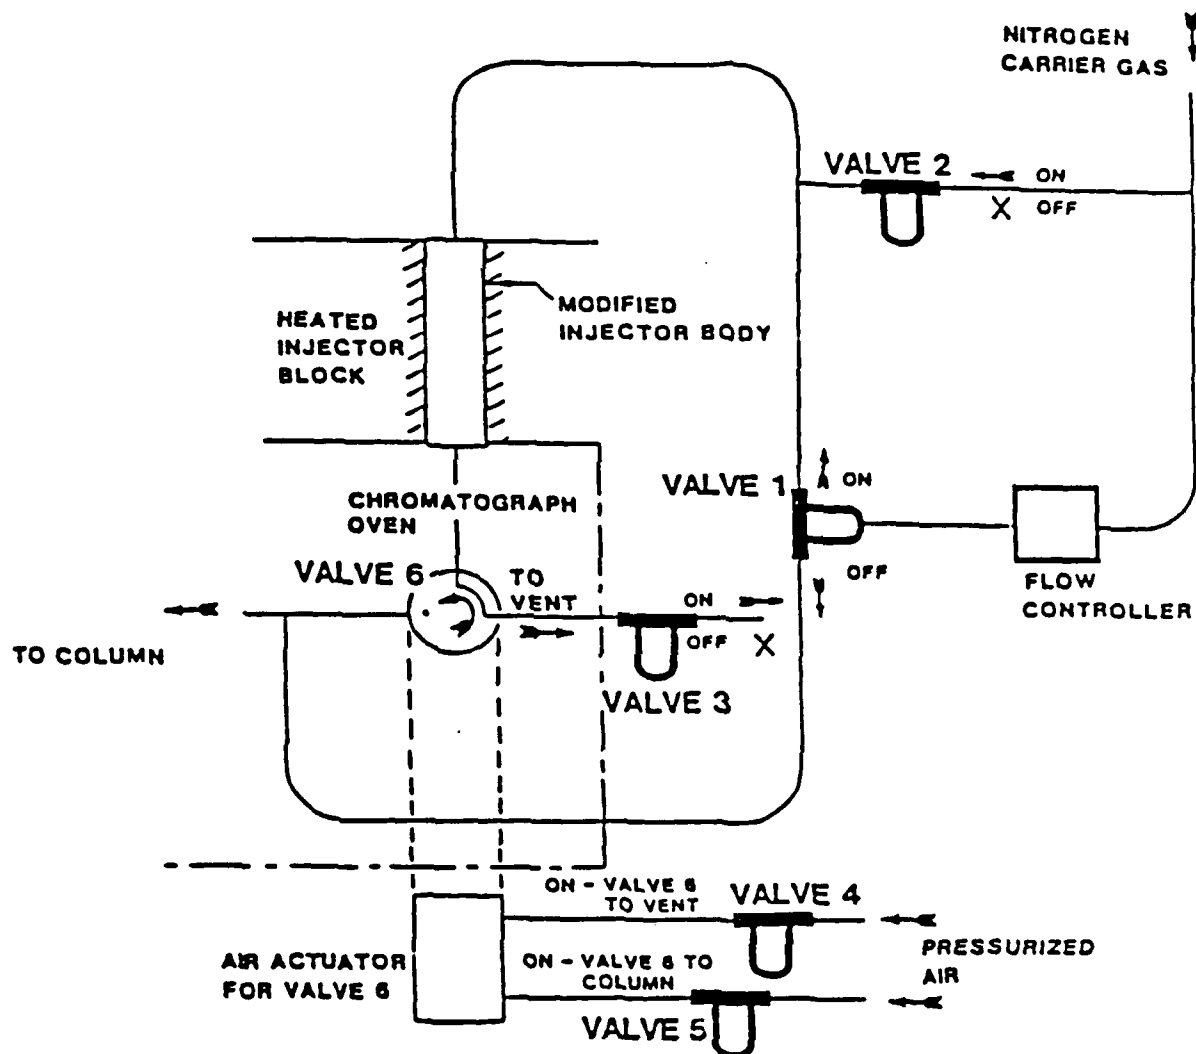 NITROGEN
CARRIER GAS
VALVE 2
ON
X OFF
HEATED
INJECTOR
BLOCK
MODIFIED
INJECTOR BODY
VALVE 1
ON
CHROMATOGRAPH
OVEN
OFF
FLOW
CONTROLLER
VALVE 6
TO
VENT
ON
OFF X
TO COLUMN
VALVE 3
ON - VALVE 6
TO VENT
VALVE 4
AIR ACTUATOR
FOR VALVE 6
ON - VALVE 6 TO
COLUMN
PRESSURIZED
AIR
VALVE 5